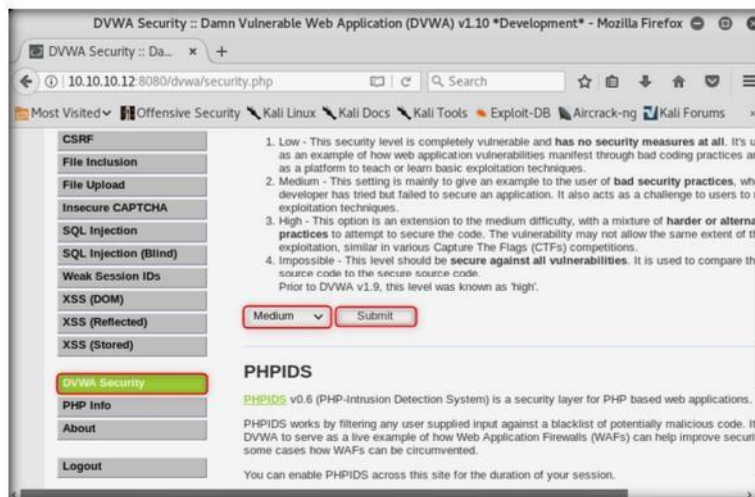 DVWA Security :: Damn Vulnerable Web Application (DVWA) v1.10 *Development* - Mozilla Firefox
DVWA Security :: Da... × +
10.10.10.12:8080/dvwa/security.php
Search
Most Visited Offensive Security Kali Linux Kali Docs Kali Tools Exploit-DB Aircrack-ng Kali Forums
CSRF
File Inclusion
File Upload
Insecure CAPTCHA
SQL Injection
SQL Injection (Blind)
Weak Session IDs
XSS (DOM)
XSS (Reflected)
XSS (Stored)
DVWA Security
PHP Info
About
Logout
1. Low - This security level is completely vulnerable and has no security measures at all. It's
as an example of how web application vulnerabilities manifest through bad coding practices
as a platform to teach or learn basic exploitation techniques.
2. Medium - This setting is mainly to give an example to the user of bad security practices,
developer has tried but failed to secure an application. It also acts as a challenge to users to
exploitation techniques.
3. High - This option is an extension to the medium difficulty, with a mixture of harder or
practices to attempt to secure the code. The vulnerability may not allow the same extent of
exploitation, similar in various Capture The Flags (CTFs) competitions.
4. Impossible - This level should be secure against all vulnerabilities. It is used to compare
source code to the secure source code.
Prior to DVWA v1.9, this level was known as 'high'.
Medium Submit
PHPIDS
PHPIDS v0.6 (PHP-Intrusion Detection System) is a security layer for PHP based web applications.
PHPIDS works by filtering any user supplied input against a blacklist of potentially malicious code.
DVWA to serve as a live example of how Web Application Firewalls (WAFs) can help improve
some cases how WAFs can be circumvented.
You can enable PHPIDS across this site for the duration of your session.